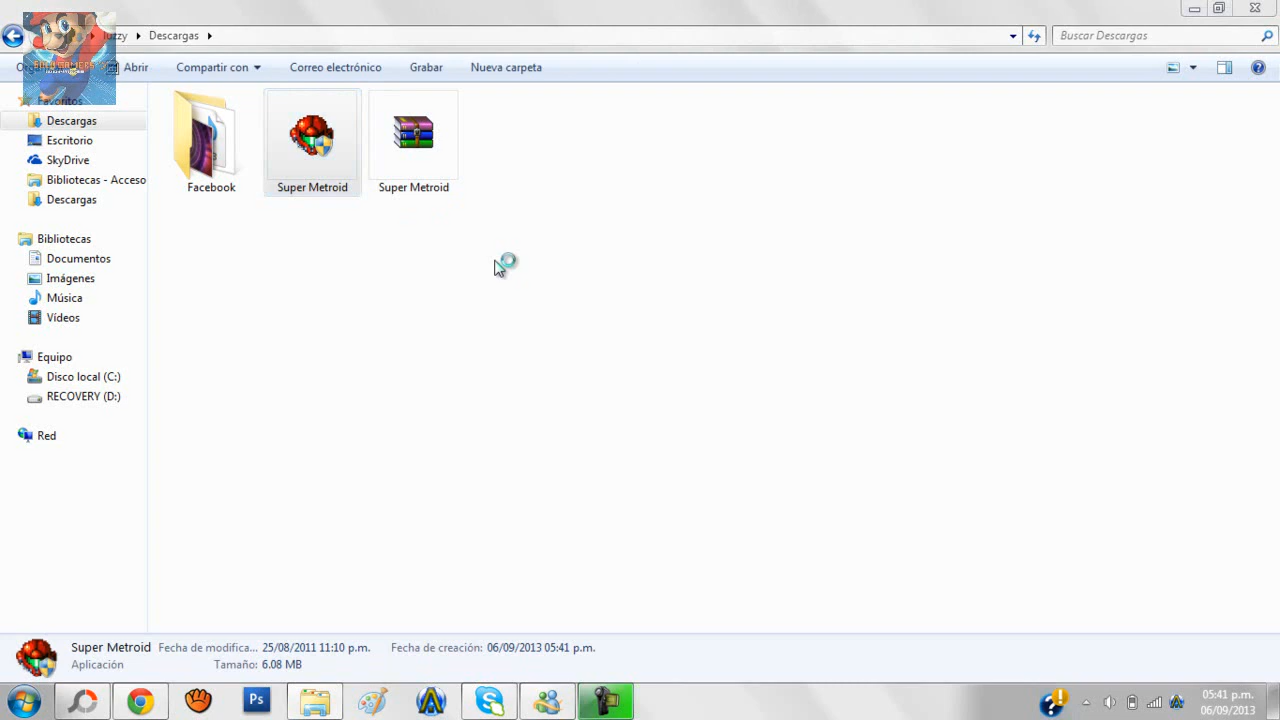 Descargas
Buscar Descargas
Abrir
Compartir con
Correo electrónico
Grabar
Nueva carpeta
Favoritos
Descargas
Escritorio
SkyDrive
Bibliotecas - Acceso
Descargas
Bibliotecas
Documentos
Imágenes
Música
Vídeos
Equipo
Disco local (C:)
RECOVERY (D:)
Red
Facebook
Super Metroid
Super Metroid
Super Metroid Fecha de modifica... 25/08/2011 11:10 p.m. Fecha de creación: 06/09/2013 05:41 p.m.
Aplicación Tamaño: 6.08 MB
Ps
05:41 p.m.
06/09/2013